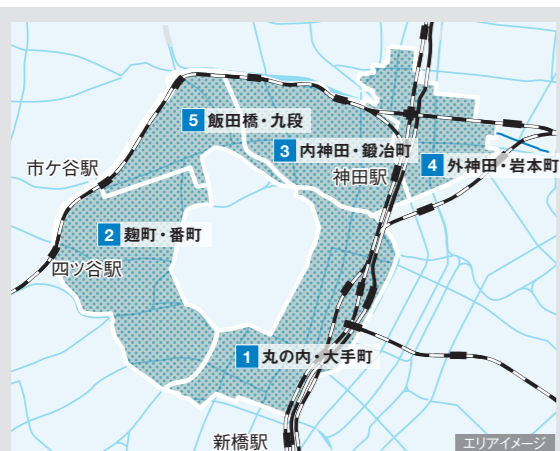 5 飯田橋・九段
市ケ谷駅
3 内神田・鍛冶町
神田駅
4 外神田・岩本町
2 麹町・番町
四ツ谷駅
1 丸の内・大手町
新橋駅
エリアイメージ